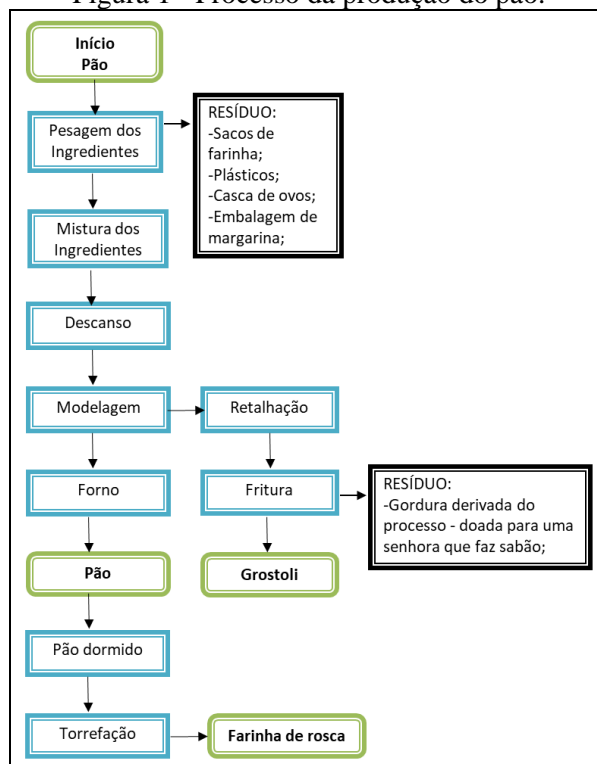 Figura 1 - Processo da produção do pão.
Início
Pão
Pesagem dos
Ingredientes
RESÍDUO:
-Sacos de
farinha;
-Plásticos;
-Casca de ovos;
-Embalagem de
margarina;
Mistura dos
Ingredientes
Descanso
Modelagem
Retalhação
Forno
Fritura
RESÍDUO:
-Gordura derivada do
processo - doada para uma
senhora que faz sabão;
Pão
Grostoli
Pão dormido
Torrefação
Farinha de rosca